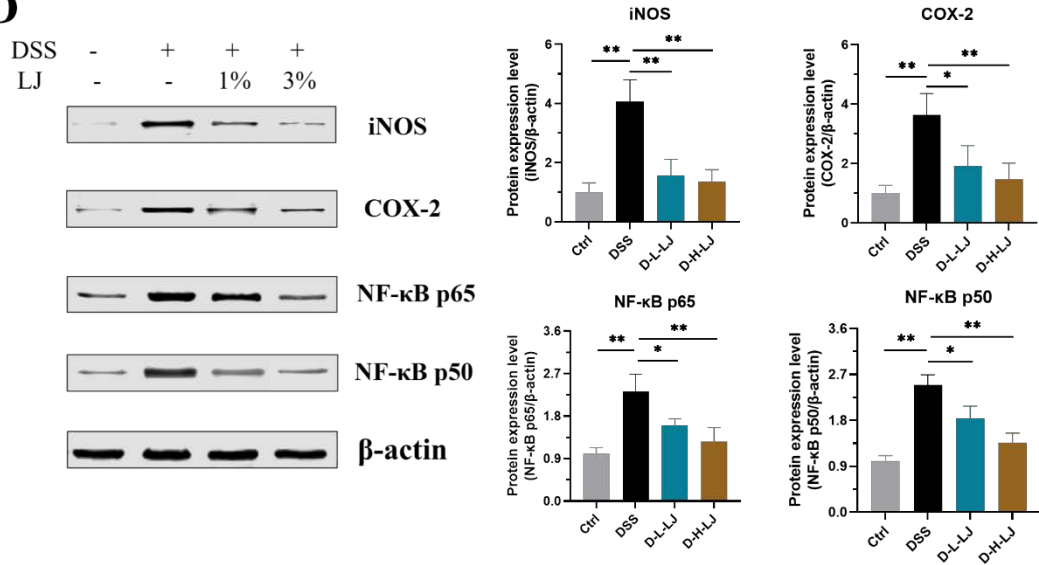 D
DSS - + + +
LJ - - 1% 3%
iNOS
COX-2
NF-κB p65
NF-κB p50
β-actin
iNOS
Protein expression level
(iNOS/β-actin)
6
4
2
0
** ** **
Ctrl DSS D-L-LJ D-H-LJ
COX-2
Protein expression level
(COX-2/β-actin)
6
4
2
0
** * **
Ctrl DSS D-L-LJ D-H-LJ
NF-κB p65
Protein expression level
(NF-κB p65/β-actin)
3.6
2.7
1.8
0.9
0.0
** * **
Ctrl DSS D-L-LJ D-H-LJ
NF-κB p50
Protein expression level
(NF-κB p50/β-actin)
3.6
2.7
1.8
0.9
0.0
** * **
Ctrl DSS D-L-LJ D-H-LJ